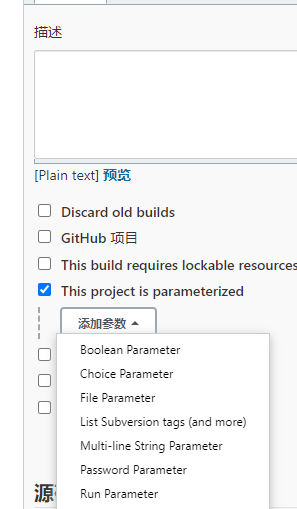 描述
[Plain text] 预览
Discard old builds
GitHub 项目
This build requires lockable resources
This project is parameterized
添加参数
Boolean Parameter
Choice Parameter
File Parameter
List Subversion tags (and more)
Multi-line String Parameter
Password Parameter
Run Parameter
源